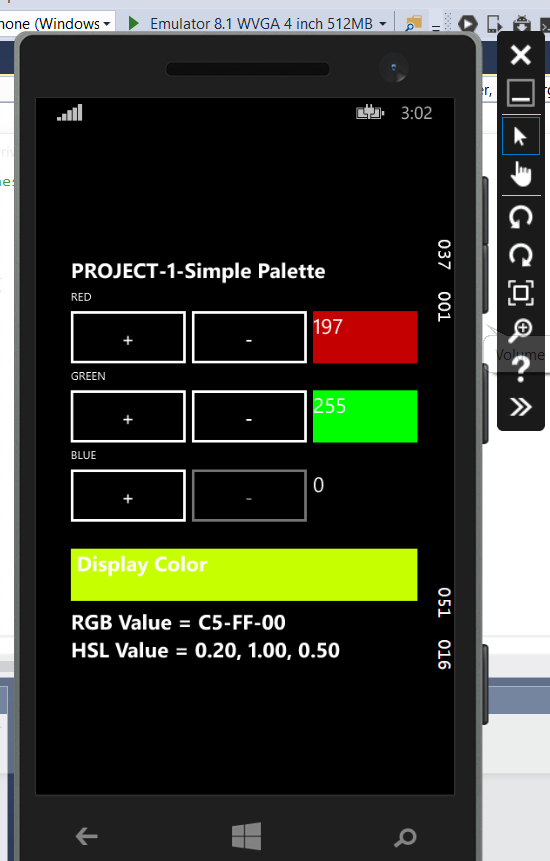 hone (Windows
Emulator 8.1 WVGA 4 inch 512MB
3:02
037 001
PROJECT-1-Simple Palette
RED
+ - 197
GREEN
+ - 255
BLUE
+ - 0
Display Color
RGB Value = C5-FF-00
HSL Value = 0.20, 1.00, 0.50
051 016
Volume
?